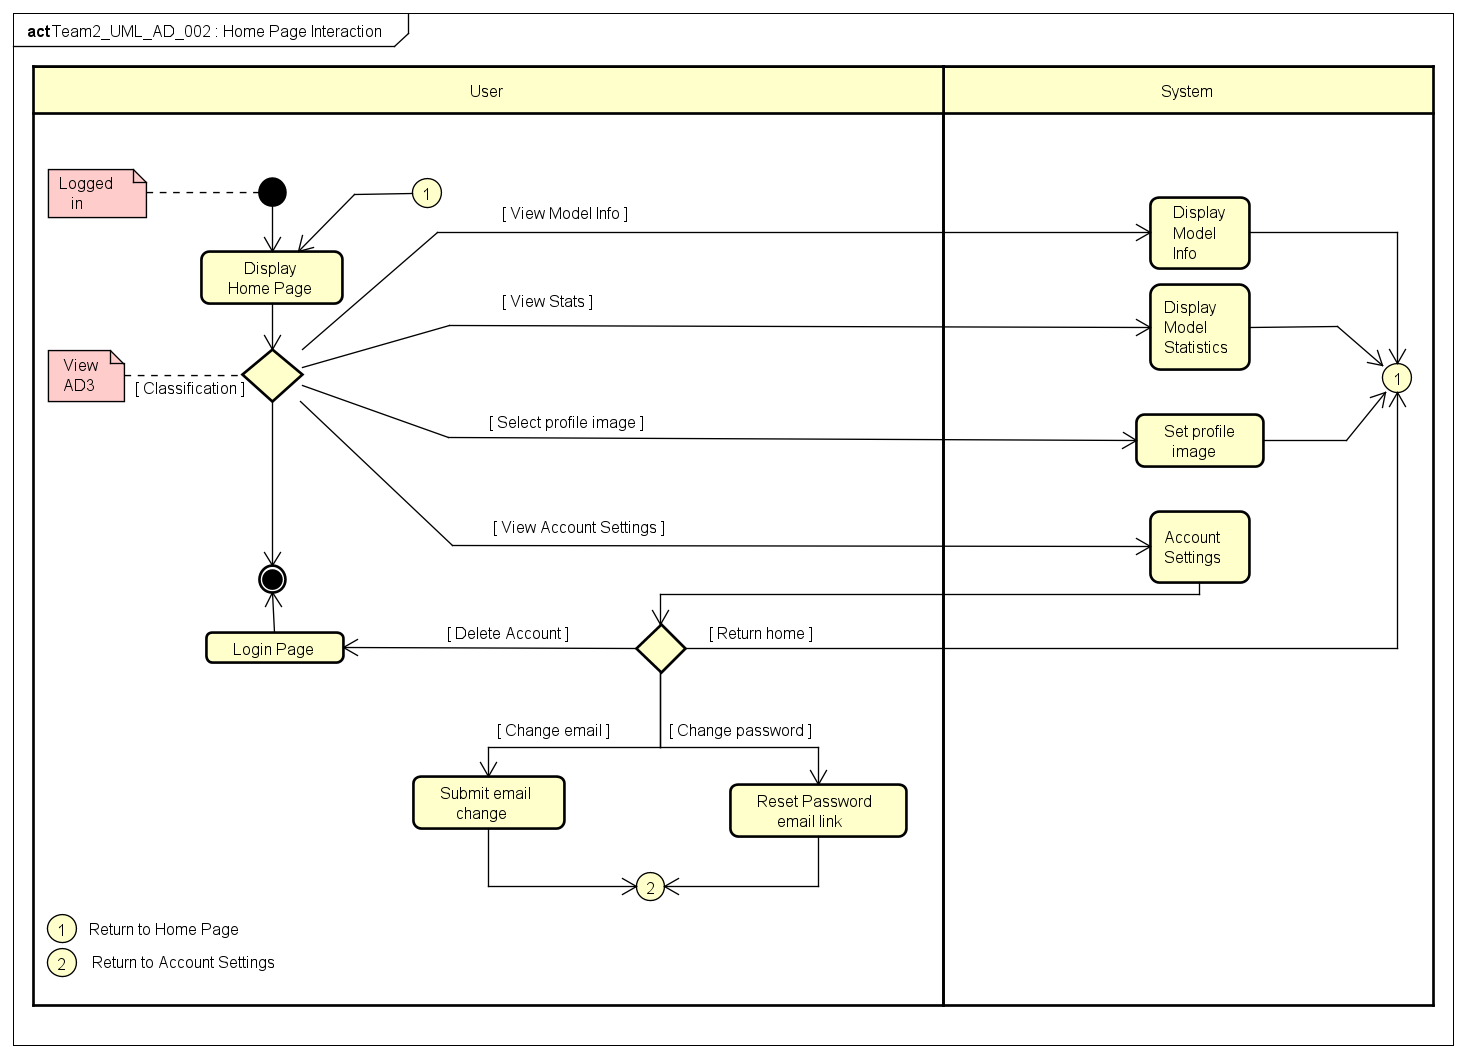 act Team2_UML_AD_002 : Home Page Interaction
User
System
Logged
in
1
[ View Model Info ]
Display
Model
Info
Display
Home Page
[ View Stats ]
Display
Model
Statistics
View
AD3
[ Classification ]
1
[ Select profile image ]
Set profile
image
[ View Account Settings ]
Account
Settings
[ Delete Account ]
[ Return home ]
Login Page
[ Change email ]
[ Change password ]
Submit email
change
Reset Password
email link
2
1 Return to Home Page
2 Return to Account Settings